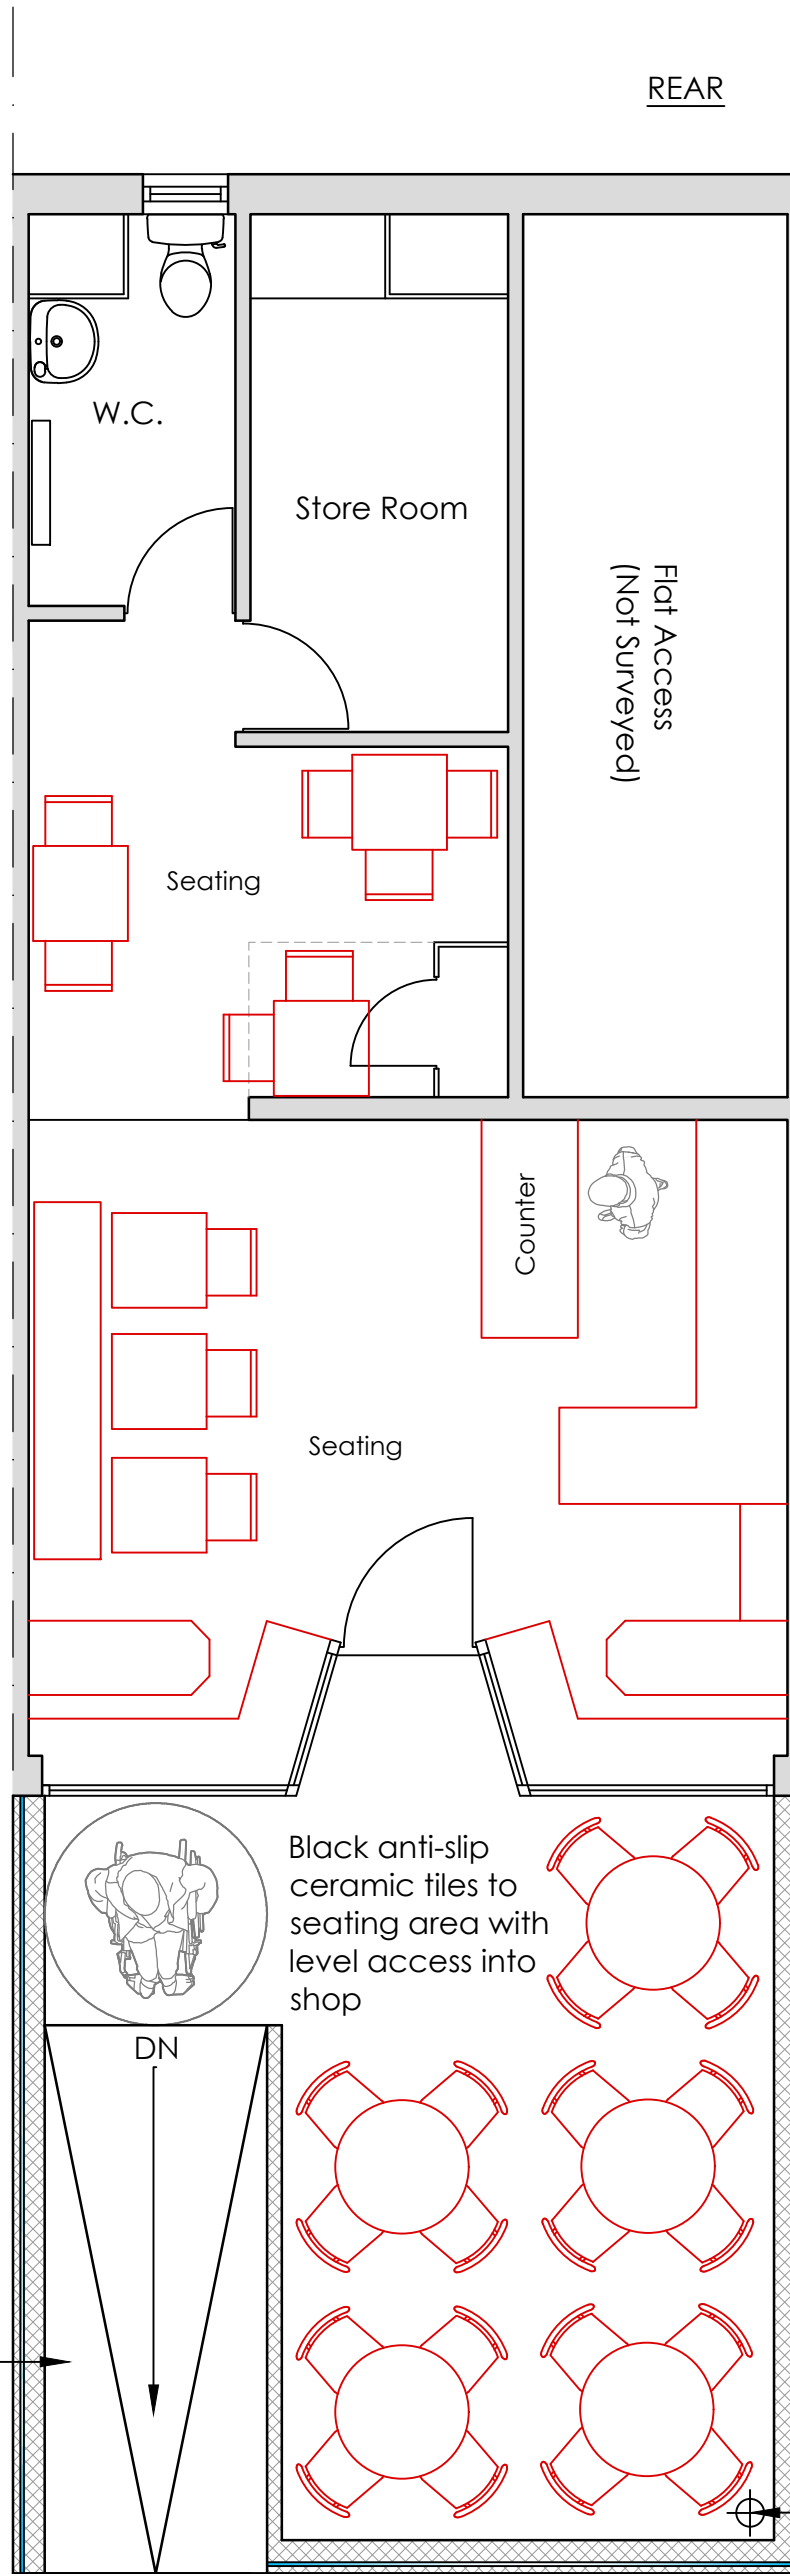 REAR
W.C.
Store Room
Flat Access
(Not Surveyed)
Seating
Counter
Seating
Black anti-slip
ceramic tiles to
seating area with
level access into
shop
DN